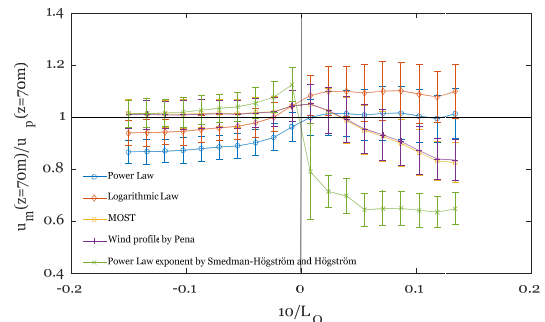 1.4
1.2
1
0.8
0.6
0.4
u_m(z=70m)/u_p(z=70m)
Power Law
Logarithmic Law
MOST
Wind profile by Pena
Power Law exponent by Smedman-Högström and Högström
-0.2
-0.1
0
0.1
0.2
10/L_O